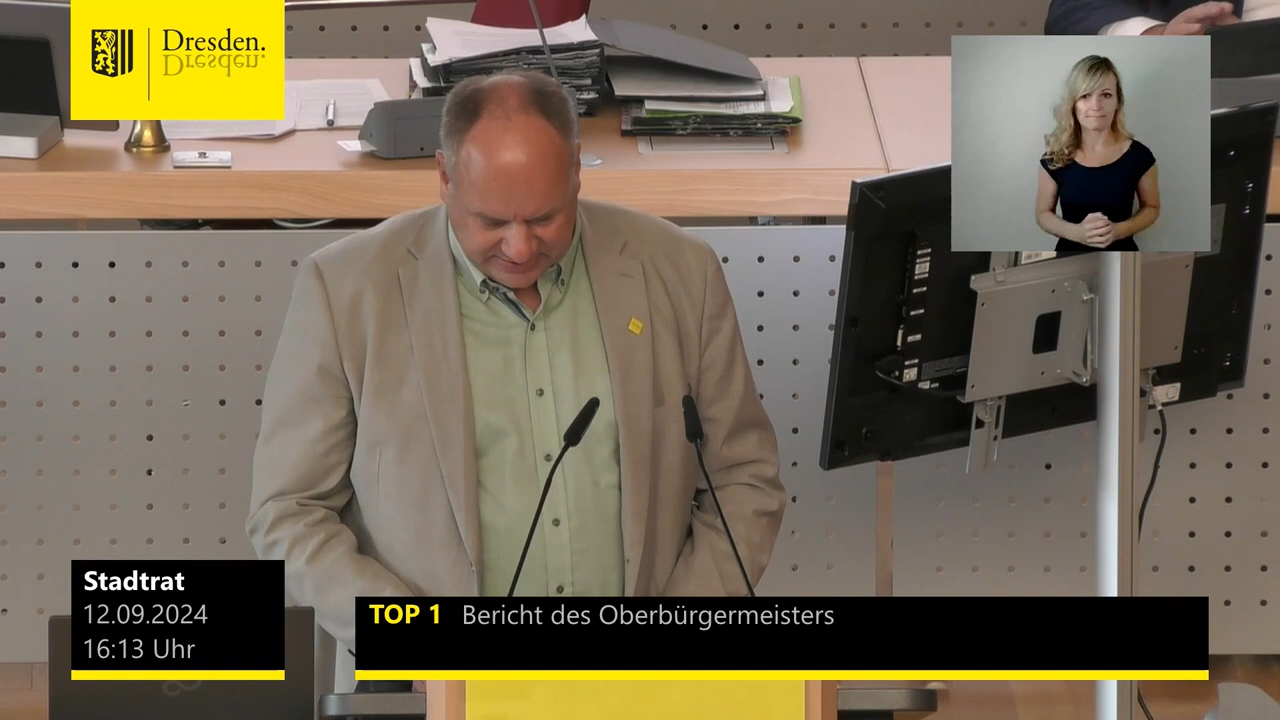 Dresden.
Dresden.
Stadtrat
12.09.2024
16:13 Uhr
TOP 1 Bericht des Oberbürgermeisters